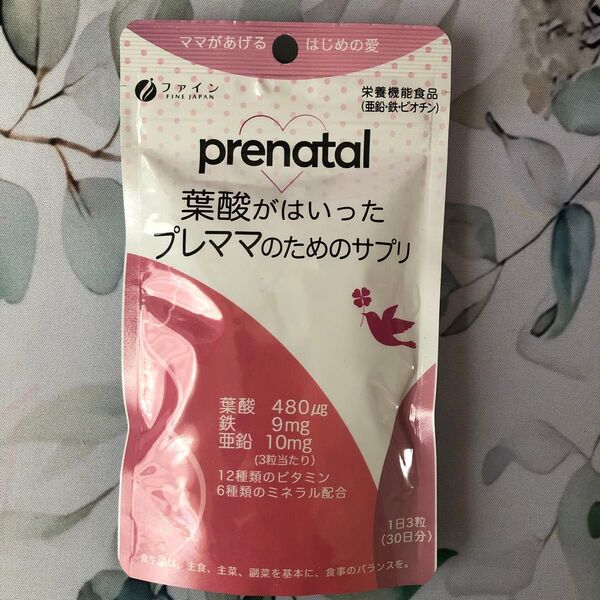 ママがあげる はじめの愛
ファイン
FINE JAPAN
栄養機能食品
(亜鉛・鉄・ビオチン)
prenatal
葉酸がはいった
プレママのためのサプリ
葉酸 480μg
鉄 9mg
亜鉛 10mg
(3粒当たり)
12種類のビタミン
6種類のミネラル配合
1日3粒
(30日分)
食生活は、主食、主菜、副菜を基本に、食事のバランスを。